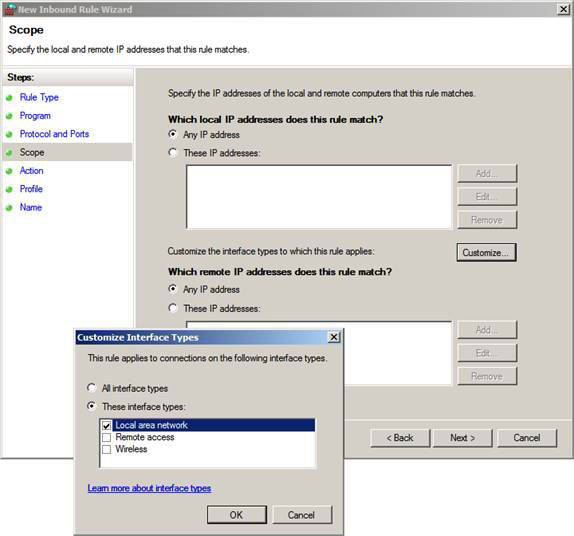 New Inbound Rule Wizard
Scope
Specify the local and remote IP addresses that this rule matches.
Steps:
Rule Type
Program
Protocol and Ports
Scope
Action
Profile
Name
Specify the IP addresses of the local and remote computers that this rule matches.
Which local IP addresses does this rule match?
Any IP address
These IP addresses:
Add...
Edit...
Remove
Customize the interface types to which this rule applies:
Customize...
Which remote IP addresses does this rule match?
Any IP address
These IP addresses:
Add...
Edit...
Remove
< Back
Next >
Cancel
Customize Interface Types
This rule applies to connections on the following interface types.
All interface types
These interface types:
Local area network
Remote access
Wireless
Learn more about interface types
OK
Cancel